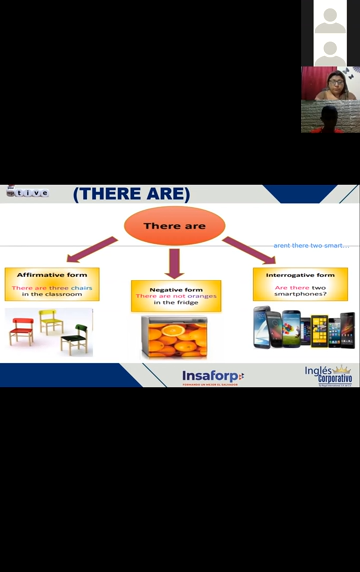 tive
(THERE ARE)
There are
arent there two smart...
Affirmative form
There are three chairs
in the classroom
Negative form
There are not oranges
in the fridge
Interrogative form
Are there two
smartphones?
Insaforp
Inglés
Corporativo